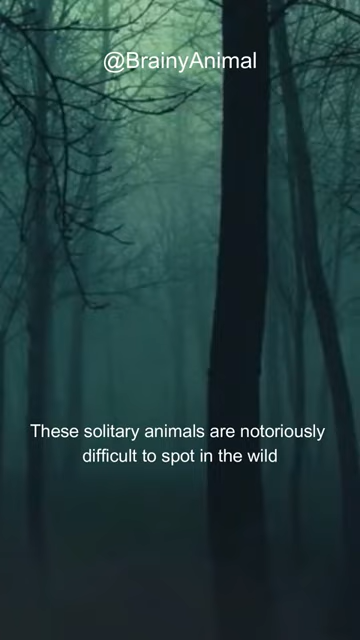 @BrainyAnimal
These solitary animals are notoriously
difficult to spot in the wild